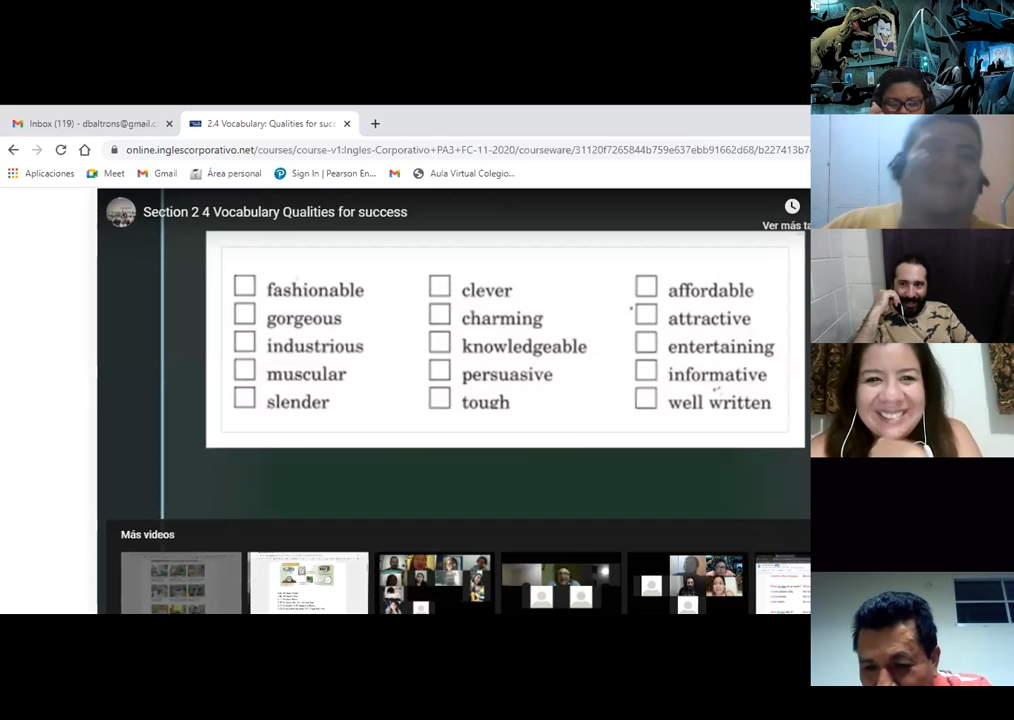 Inbox (119) - dbaltrons@gmail.c
2.4 Vocabulary: Qualities for succ
online.inglescorporativo.net/courses/course-v1:Ingles-Corporativo+PA3+FC-11-2020/courseware/31120f7265844b759e637ebb91662d68/b227413b7
Aplicaciones Meet Gmail Área personal Sign In | Pearson En... Aula Virtual Colegio...
Section 2 4 Vocabulary Qualities for success
Ver más ta
fashionable clever affordable
gorgeous charming attractive
industrious knowledgeable entertaining
muscular persuasive informative
slender tough well written
Más videos